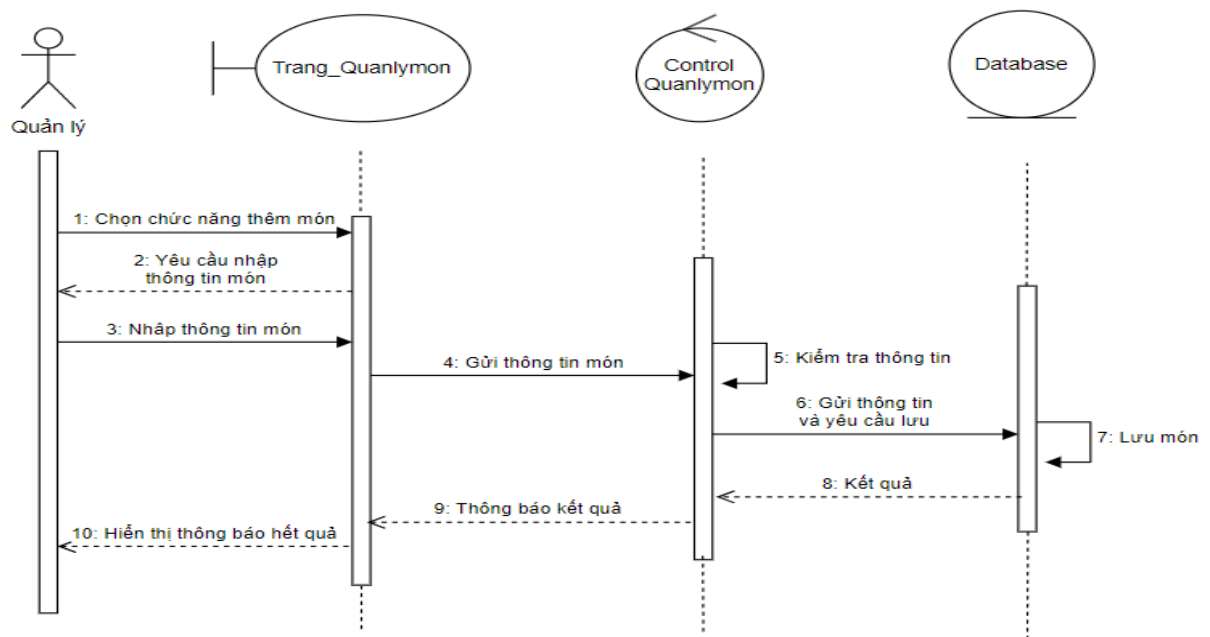 Trang_Quanlymon
Control
Quanlymon
Database
Quản lý
1: Chọn chức năng thêm món
2: Yêu cầu nhập
thông tin món
3: Nhâp thông tin món
4: Gửi thông tin món
5: Kiểm tra thông tin
6: Gửi thông tin
và yêu cầu lưu
7: Lưu món
8: Kết quả
9: Thông báo kết quả
10: Hiển thị thông báo hết quả